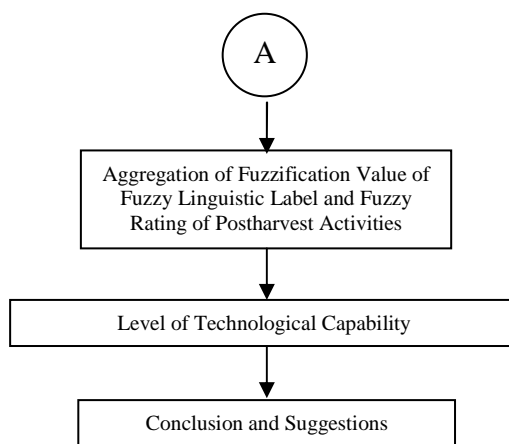 A
Aggregation of Fuzzification Value of
Fuzzy Linguistic Label and Fuzzy
Rating of Postharvest Activities
Level of Technological Capability
Conclusion and Suggestions